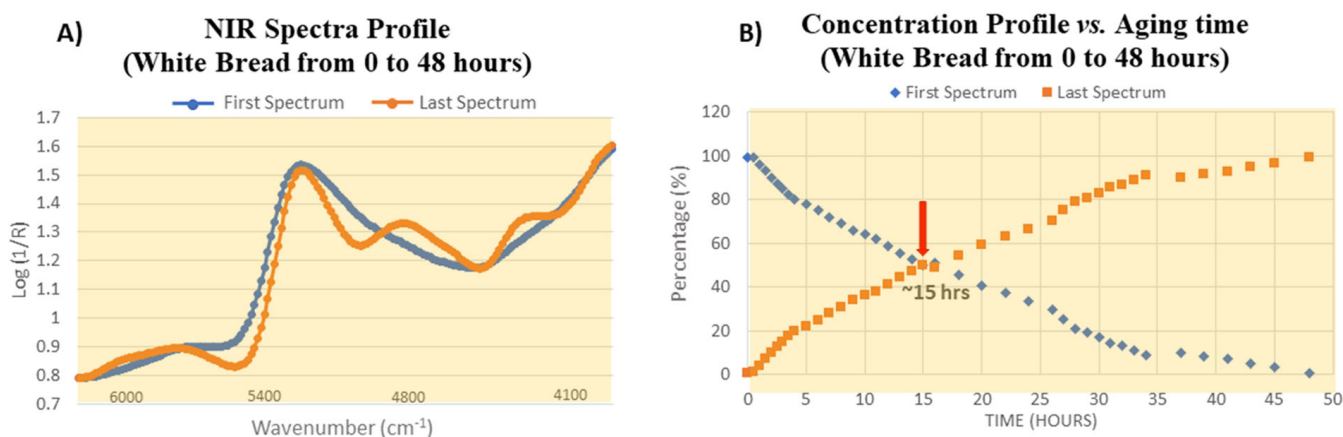 A)
NIR Spectra Profile
(White Bread from 0 to 48 hours)
First Spectrum
Last Spectrum
1.7
1.6
1.5
1.4
1.3
1.2
1.1
1
0.9
0.8
0.7
Log (1/R)
6000
5400
4800
4100
Wavenumber (cm⁻¹)
B)
Concentration Profile vs. Aging time
(White Bread from 0 to 48 hours)
First Spectrum
Last Spectrum
120
100
80
60
40
20
0
Percentage (%)
~15 hrs
0
5
10
15
20
25
30
35
40
45
50
TIME (HOURS)